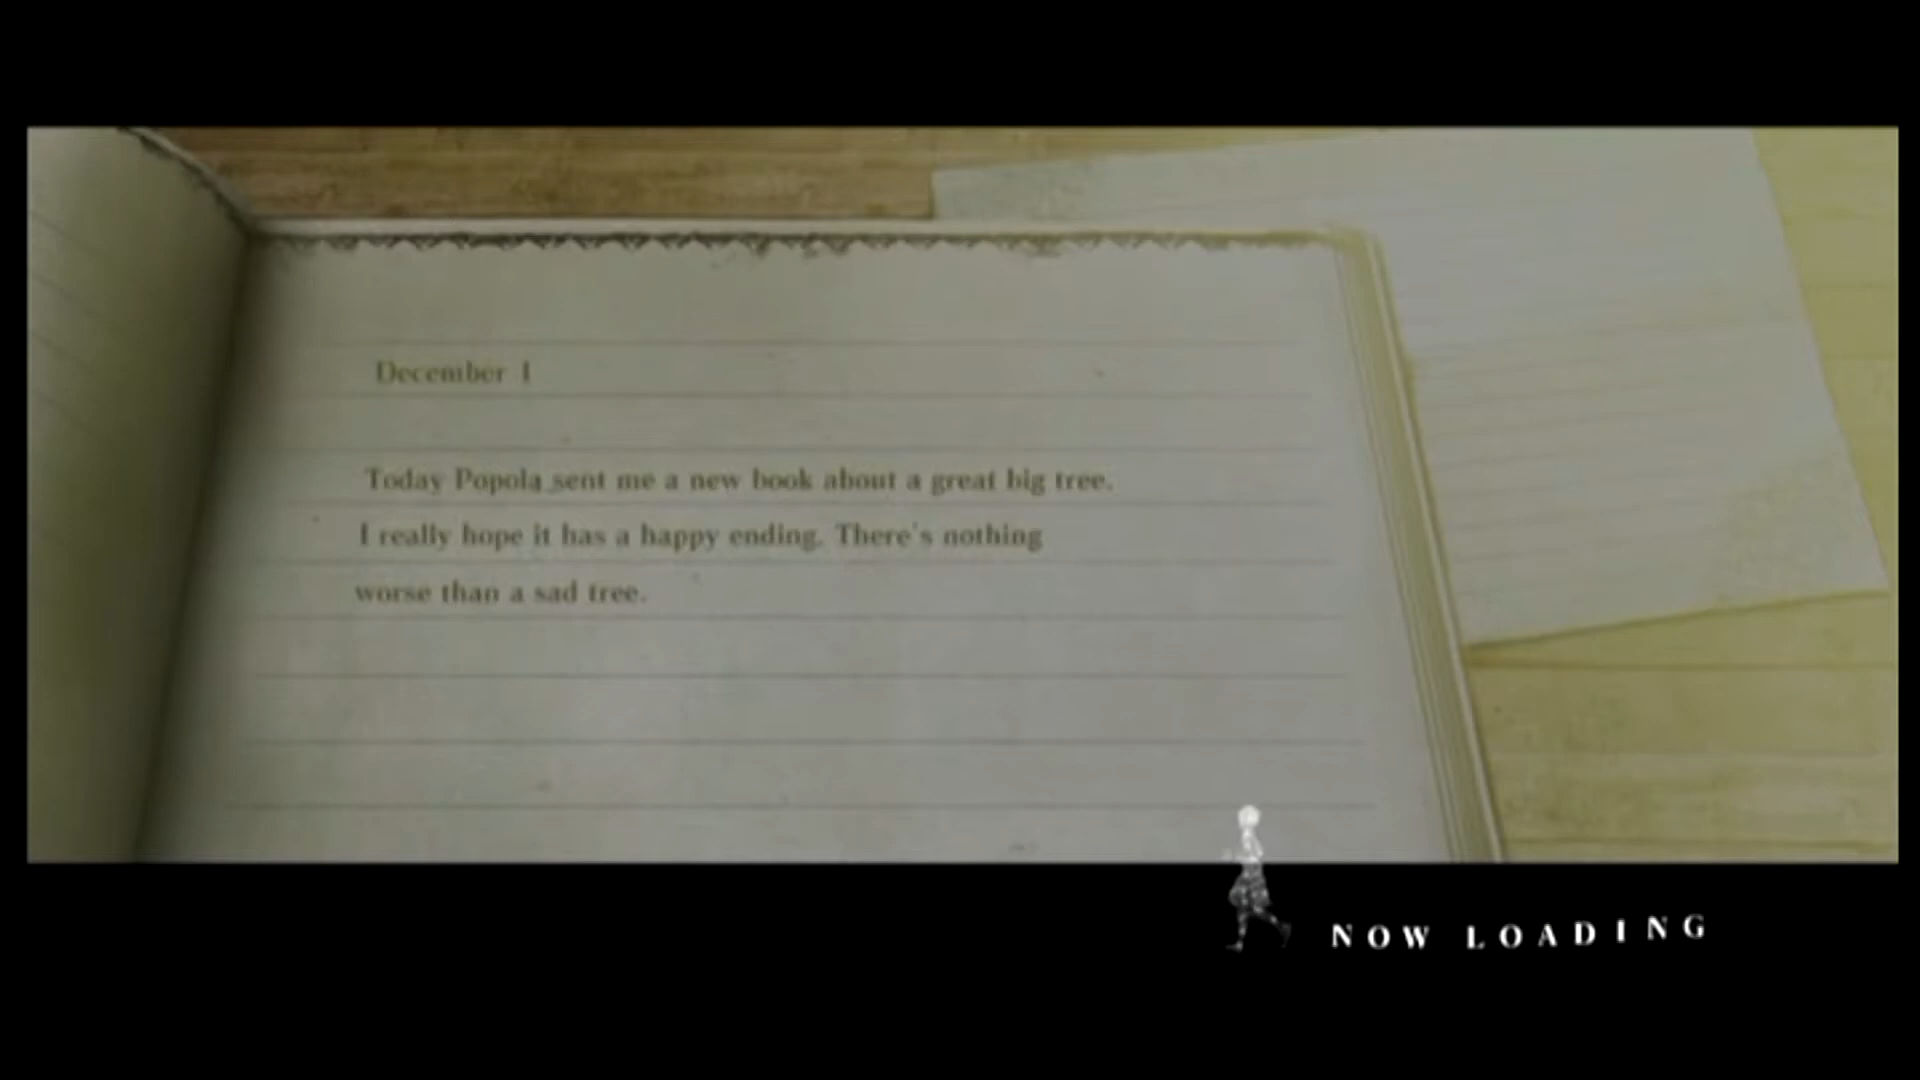 December 1
Today Popola sent me a new book about a great big tree.
I really hope it has a happy ending. There's nothing
worse than a sad tree.
NOW LOADING